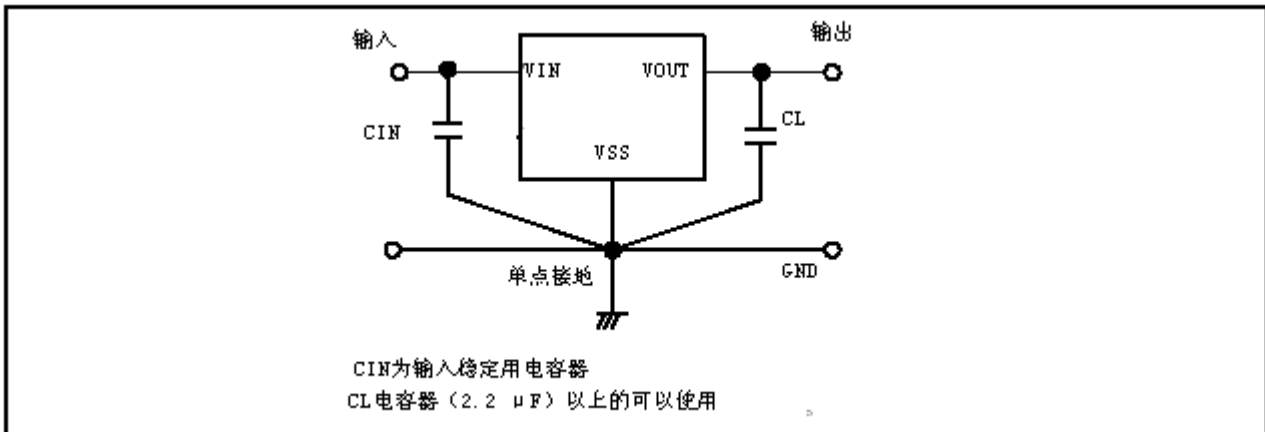 输入
输出
VIN
VOUT
CIN
CL
VSS
单点接地
GND
CIN为输入稳定用电容器
CL电容器（2.2 μF）以上的可以使用